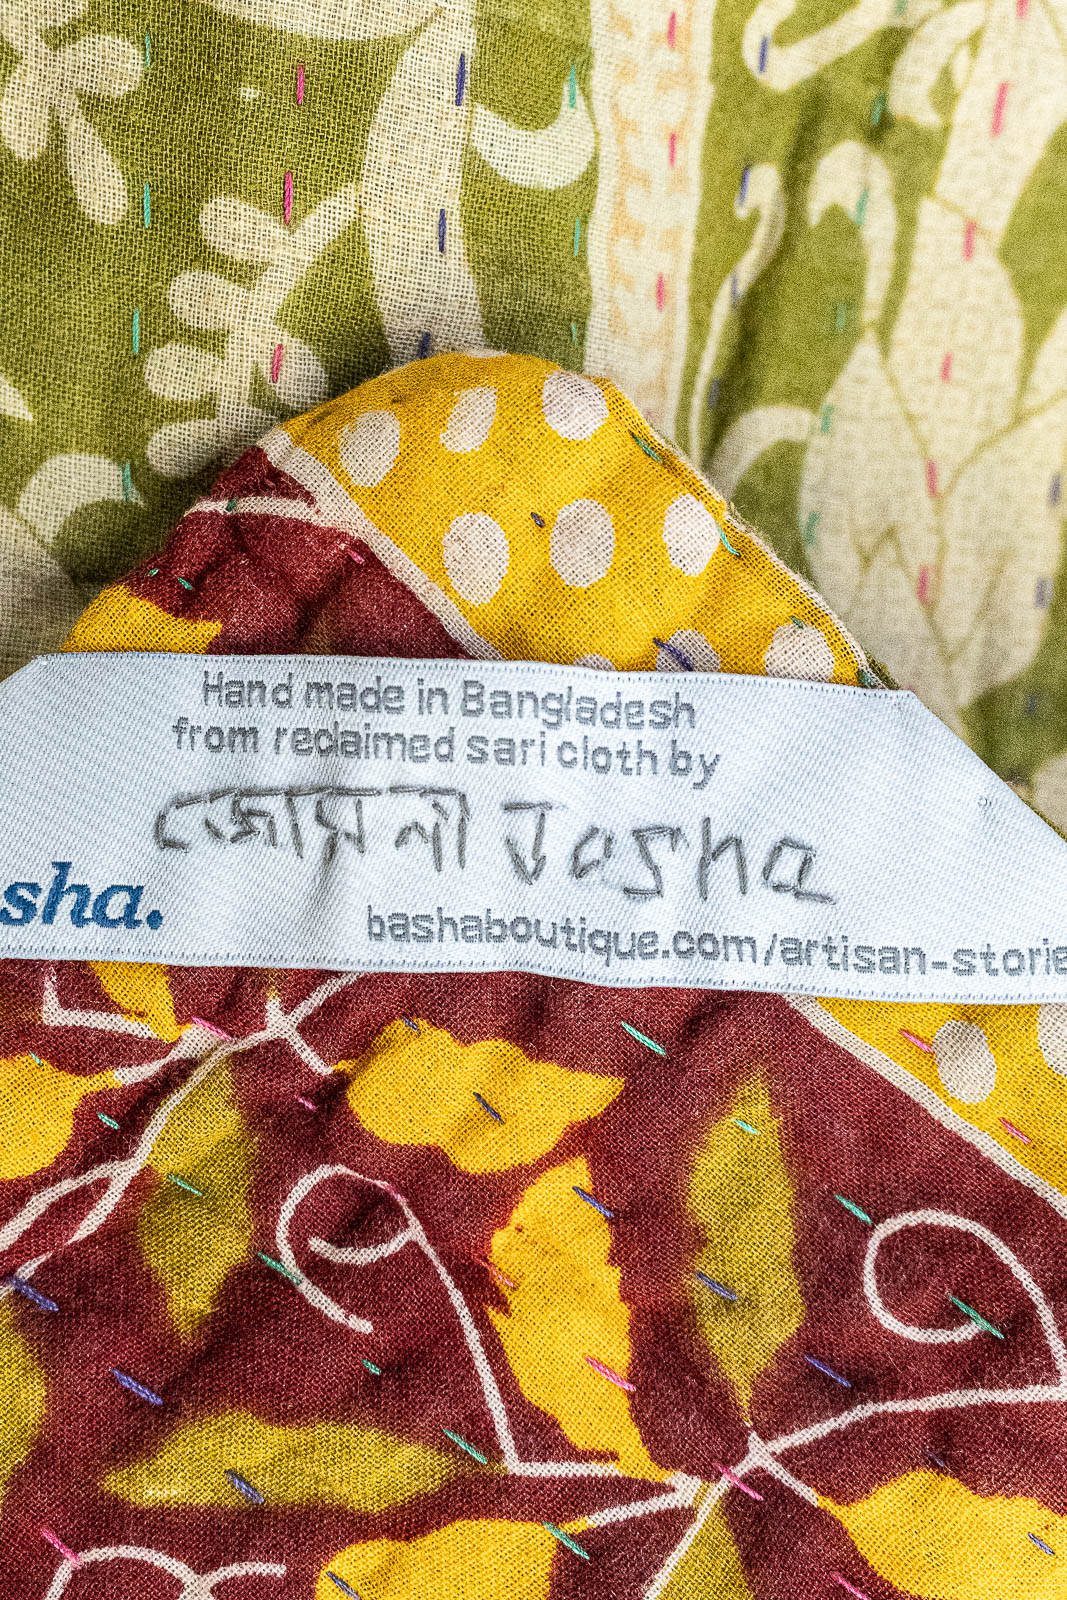 Hand made in Bangladesh
from reclaimed sari cloth by
sha.
bashaboutique.com/artisan-storie